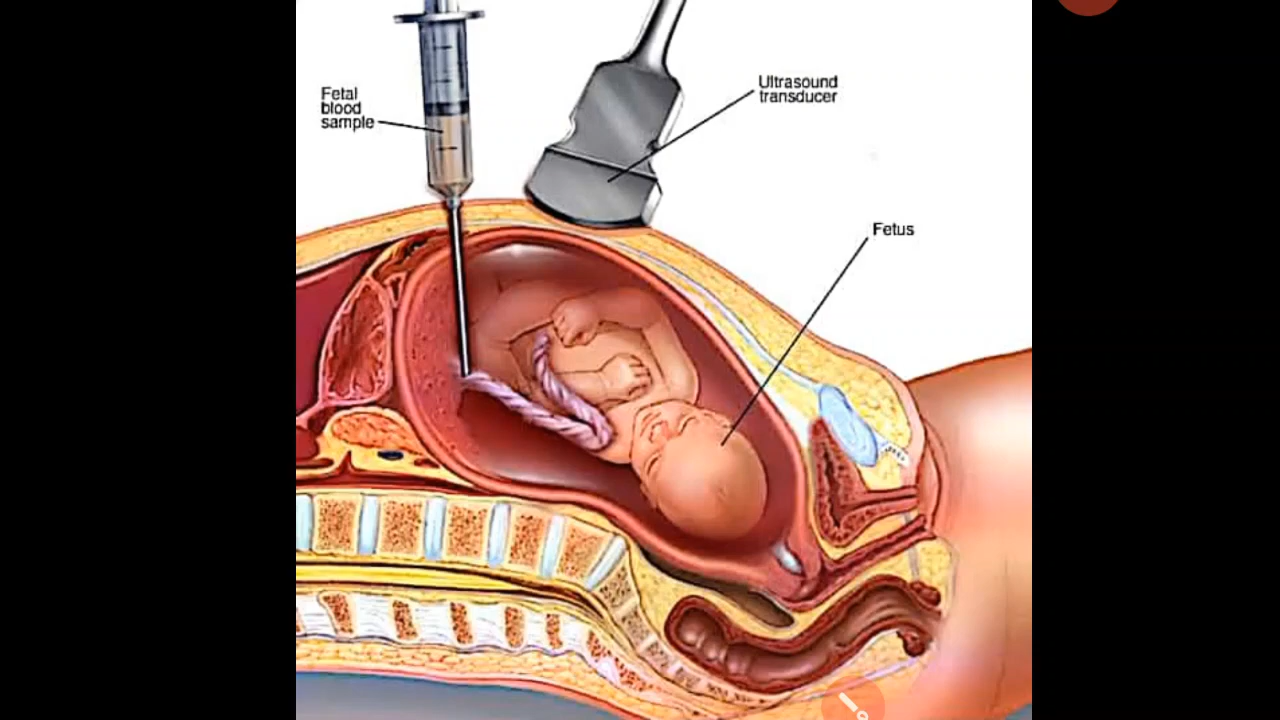 Fetal
blood
sample
Ultrasound
transducer
Fetus